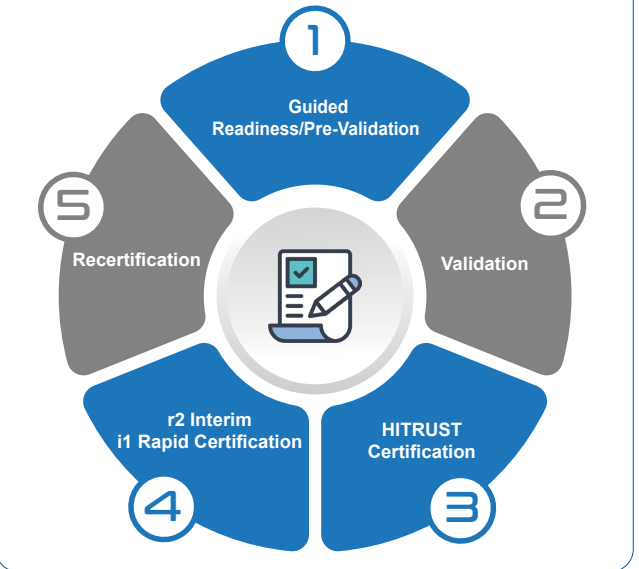 1
Guided
Readiness/Pre-Validation
2
Validation
3
HITRUST
Certification
4
r2 Interim
i1 Rapid Certification
5
Recertification